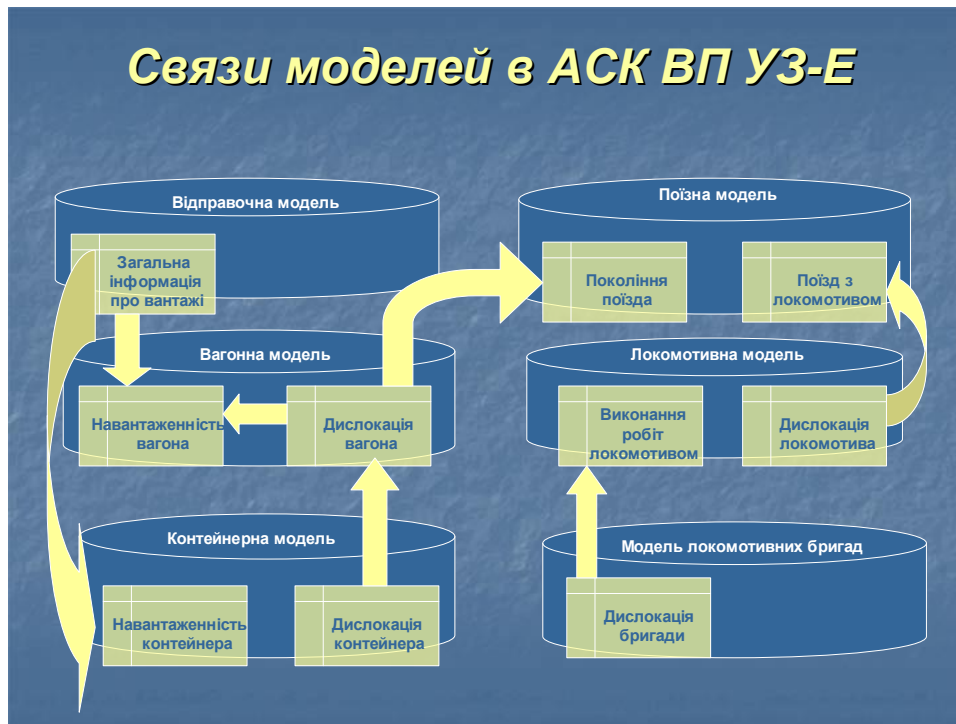 Связи моделей в АСК ВП УЗ-Е
Відправочна модель
Загальна
інформація
про вантажі
Поїзна модель
Покоління
поїзда
Поїзд з
локомотивом
Вагонна модель
Навантаженність
вагона
Дислокація
вагона
Локомотивна модель
Виконання
робіт
локомотивом
Дислокація
локомотива
Контейнерна модель
Навантаженність
контейнера
Дислокація
контейнера
Модель локомотивних бригад
Дислокація
бригади